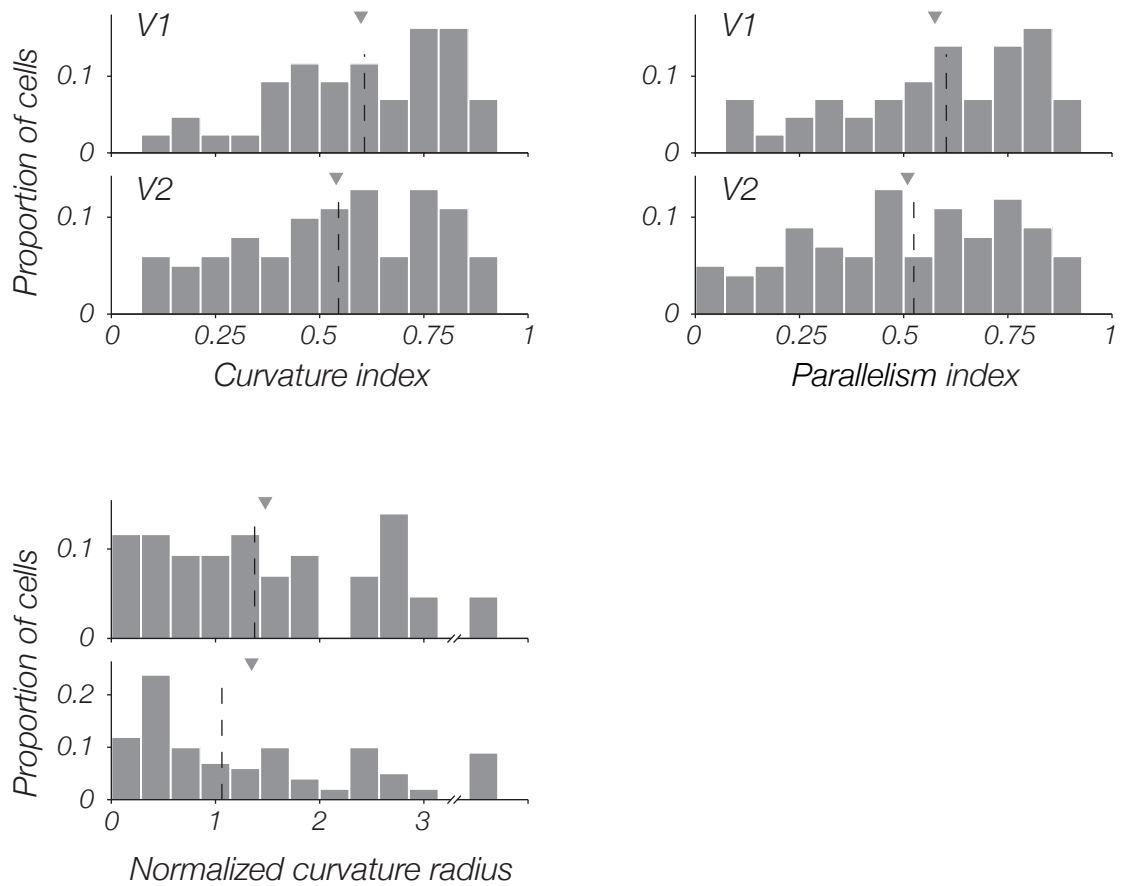 V1
Proportion of cells
0.1
0
V2
0.1
0
0 0.25 0.5 0.75 1
Curvature index
V1
0.1
0
V2
0.1
0
0 0.25 0.5 0.75 1
Parallelism index
Proportion of cells
0.1
0
Proportion of cells
0.2
0.1
0
0 1 2 3
Normalized curvature radius